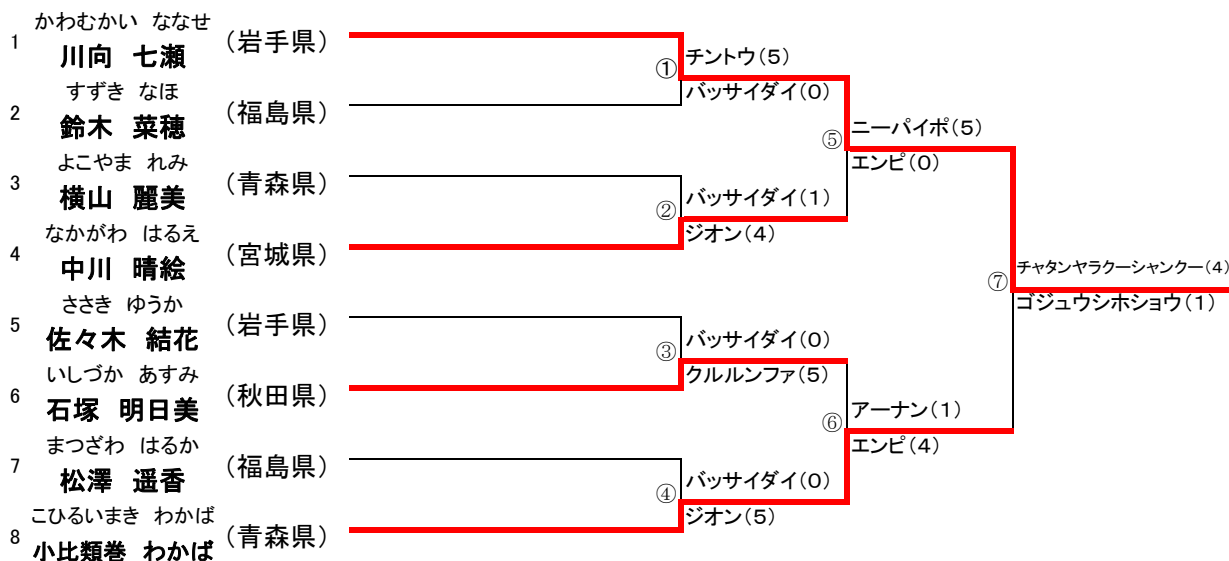 かわむかい ななせ
1 川向 七瀬 （岩手県）
すずき なほ
2 鈴木 菜穂 （福島県）
よこやま れみ
3 横山 麗美 （青森県）
なかがわ はるえ
4 中川 晴絵 （宮城県）
ささき ゆうか
5 佐々木 結花 （岩手県）
いしづか あすみ
6 石塚 明日美 （秋田県）
まつざわ はるか
7 松澤 遥香 （福島県）
こひるいまき わかば
8 小比類巻 わかば （青森県）
① チントウ（5）
バッサイダイ（0）
② バッサイダイ（1）
ジオン（4）
③ バッサイダイ（0）
クルルンファ（5）
④ バッサイダイ（0）
ジオン（5）
⑤ ニーパイポ（5）
エンピ（0）
⑥ アーナン（1）
エンピ（4）
⑦ チャタンヤラクーシャンクー（4）
ゴジュウシホショウ（1）